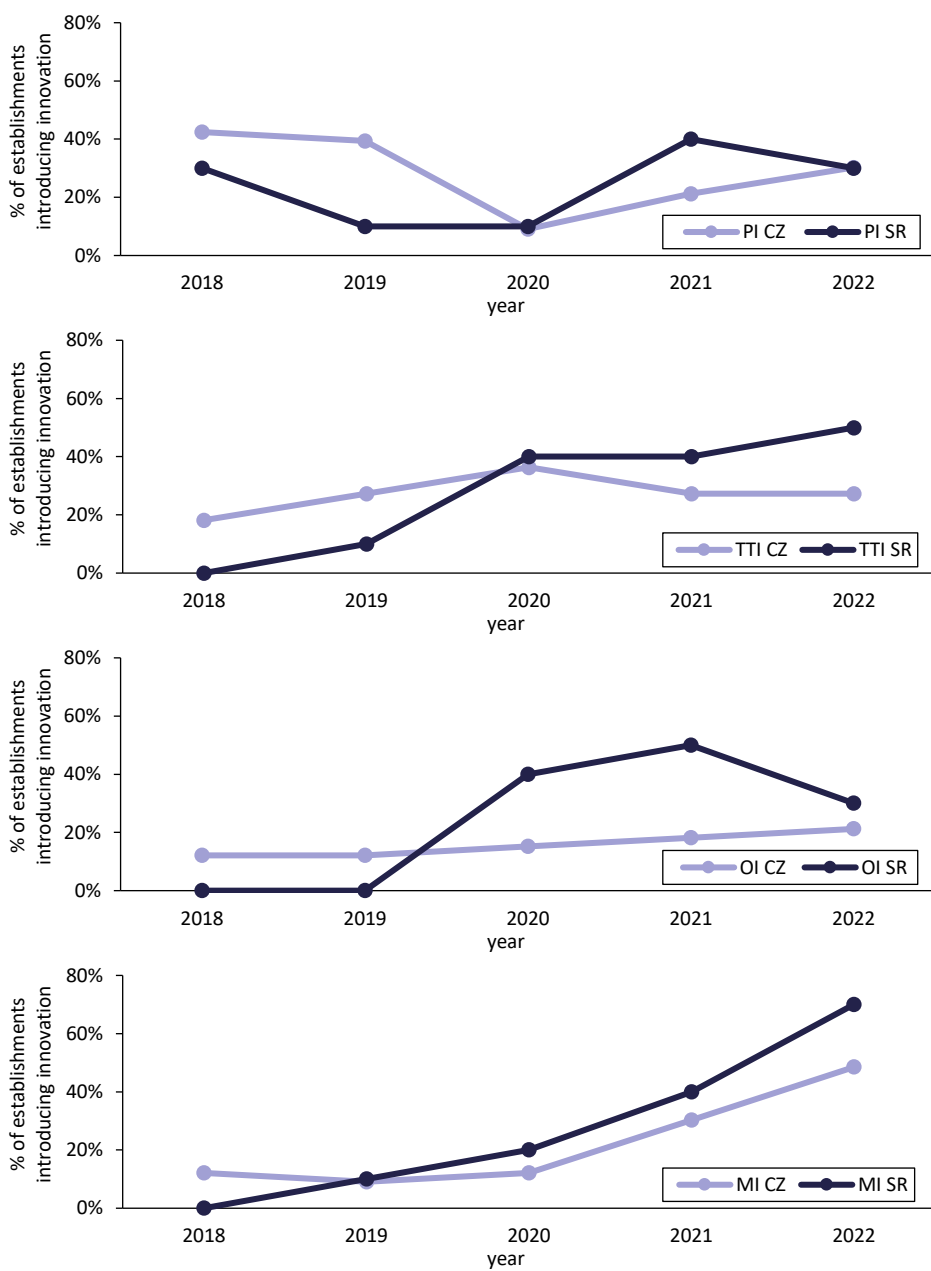 % of establishments
introducing innovation
80%
60%
40%
20%
0%
PI CZ PI SR
2018 2019 2020 2021 2022
year
% of establishments
introducing innovation
80%
60%
40%
20%
0%
TTI CZ TTI SR
2018 2019 2020 2021 2022
year
% of establishments
introducing innovation
80%
60%
40%
20%
0%
OI CZ OI SR
2018 2019 2020 2021 2022
year
% of establishments
introducing innovation
80%
60%
40%
20%
0%
MI CZ MI SR
2018 2019 2020 2021 2022
year